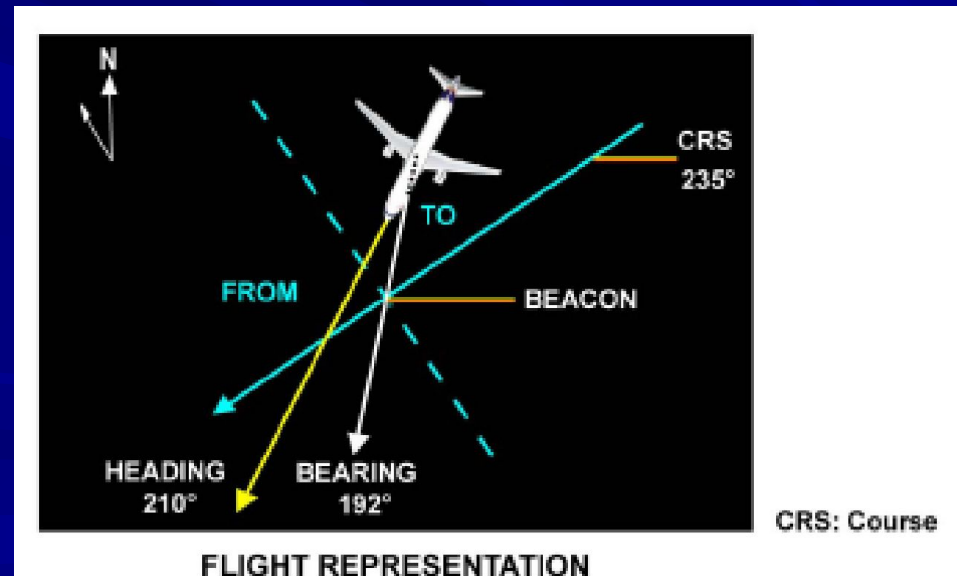 N
CRS
235°
TO
FROM
BEACON
HEADING
210°
BEARING
192°
CRS: Course
FLIGHT REPRESENTATION